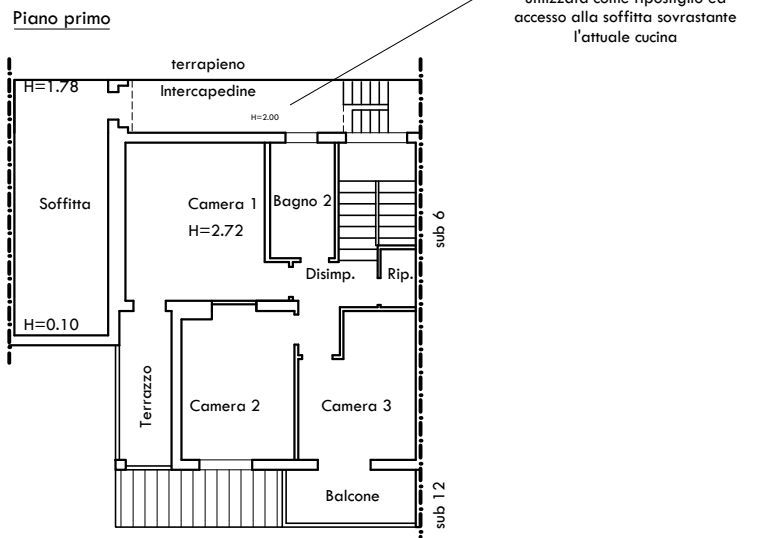 utilizzata come ripostiglio ed
accesso alla soffitta sovrastante
l'attuale cucina
Piano primo
terrapieno
H=1.78
Intercapedine
H=2.00
Soffitta
Camera 1
H=2.72
Bagno 2
sub 6
Disimp.
Rip.
H=0.10
Terrazzo
Camera 2
Camera 3
Balcone
sub 12